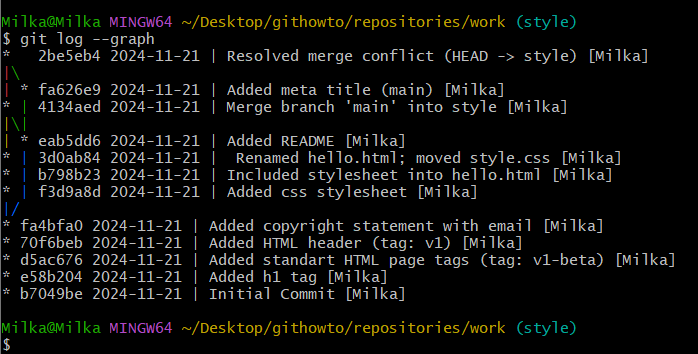 Milka@Milka MINGW64 ~/Desktop/githowto/repositories/work (style)
$ git log --graph
*   2be5eb4 2024-11-21 | Resolved merge conflict (HEAD -> style) [Milka]
|\
| * fa626e9 2024-11-21 | Added meta title (main) [Milka]
* | 4134aed 2024-11-21 | Merge branch 'main' into style [Milka]
|\|
| * eab5dd6 2024-11-21 | Added README [Milka]
* | 3d0ab84 2024-11-21 |  Renamed hello.html; moved style.css [Milka]
* | b798b23 2024-11-21 | Included stylesheet into hello.html [Milka]
* | f3d9a8d 2024-11-21 | Added css stylesheet [Milka]
|/
* fa4bfa0 2024-11-21 | Added copyright statement with email [Milka]
* 70f6beb 2024-11-21 | Added HTML header (tag: v1) [Milka]
* d5ac676 2024-11-21 | Added standart HTML page tags (tag: v1-beta) [Milka]
* e58b204 2024-11-21 | Added h1 tag [Milka]
* b7049be 2024-11-21 | Initial Commit [Milka]
Milka@Milka MINGW64 ~/Desktop/githowto/repositories/work (style)
$